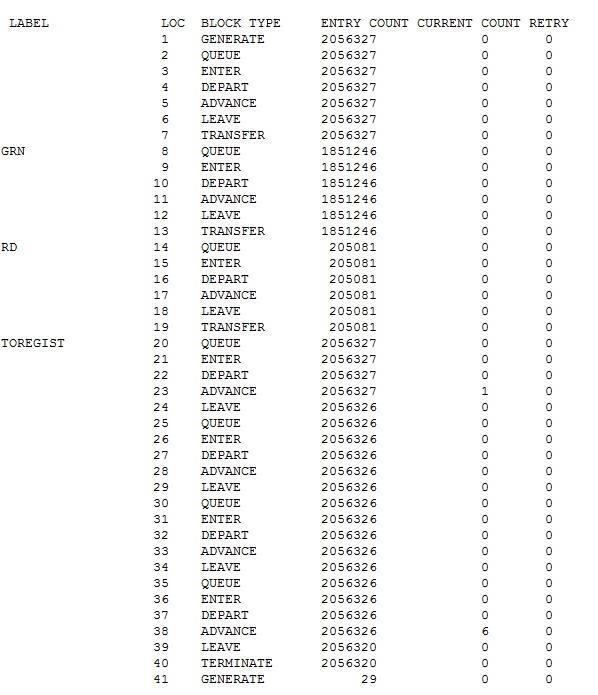 LABEL LOC BLOCK TYPE ENTRY COUNT CURRENT COUNT RETRY
1 GENERATE 2056327 0 0
2 QUEUE 2056327 0 0
3 ENTER 2056327 0 0
4 DEPART 2056327 0 0
5 ADVANCE 2056327 0 0
6 LEAVE 2056327 0 0
7 TRANSFER 2056327 0 0
GRN 8 QUEUE 1851246 0 0
9 ENTER 1851246 0 0
10 DEPART 1851246 0 0
11 ADVANCE 1851246 0 0
12 LEAVE 1851246 0 0
13 TRANSFER 1851246 0 0
RD 14 QUEUE 205081 0 0
15 ENTER 205081 0 0
16 DEPART 205081 0 0
17 ADVANCE 205081 0 0
18 LEAVE 205081 0 0
19 TRANSFER 205081 0 0
TOREGIST 20 QUEUE 2056327 0 0
21 ENTER 2056327 0 0
22 DEPART 2056327 0 0
23 ADVANCE 2056327 1 0
24 LEAVE 2056326 0 0
25 QUEUE 2056326 0 0
26 ENTER 2056326 0 0
27 DEPART 2056326 0 0
28 ADVANCE 2056326 0 0
29 LEAVE 2056326 0 0
30 QUEUE 2056326 0 0
31 ENTER 2056326 0 0
32 DEPART 2056326 0 0
33 ADVANCE 2056326 0 0
34 LEAVE 2056326 0 0
35 QUEUE 2056326 0 0
36 ENTER 2056326 0 0
37 DEPART 2056326 0 0
38 ADVANCE 2056326 6 0
39 LEAVE 2056320 0 0
40 TERMINATE 2056320 0 0
41 GENERATE 29 0 0